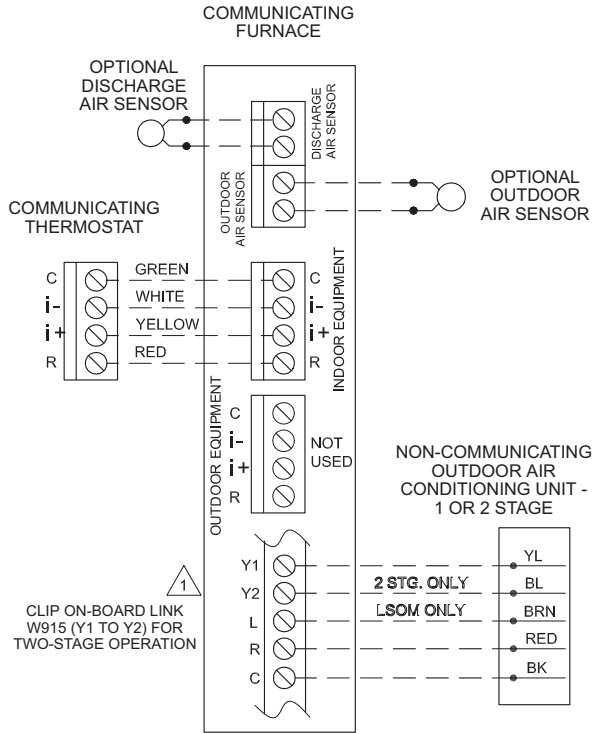 COMMUNICATING
FURNACE
OPTIONAL
DISCHARGE
AIR SENSOR
DISCHARGE
AIR SENSOR
OUTDOOR
AIR SENSOR
OPTIONAL
OUTDOOR
AIR SENSOR
COMMUNICATING
THERMOSTAT
C
i-
i+
R
GREEN
WHITE
YELLOW
RED
C
i-
i+
R
INDOOR EQUIPMENT
OUTDOOR EQUIPMENT
C
i-
i+
R
NOT
USED
NON-COMMUNICATING
OUTDOOR AIR
CONDITIONING UNIT -
1 OR 2 STAGE
1
CLIP ON-BOARD LINK
W915 (Y1 TO Y2) FOR
TWO-STAGE OPERATION
Y1
Y2
L
R
C
2 STG. ONLY
LSOM ONLY
YL
BL
BRN
RED
BK